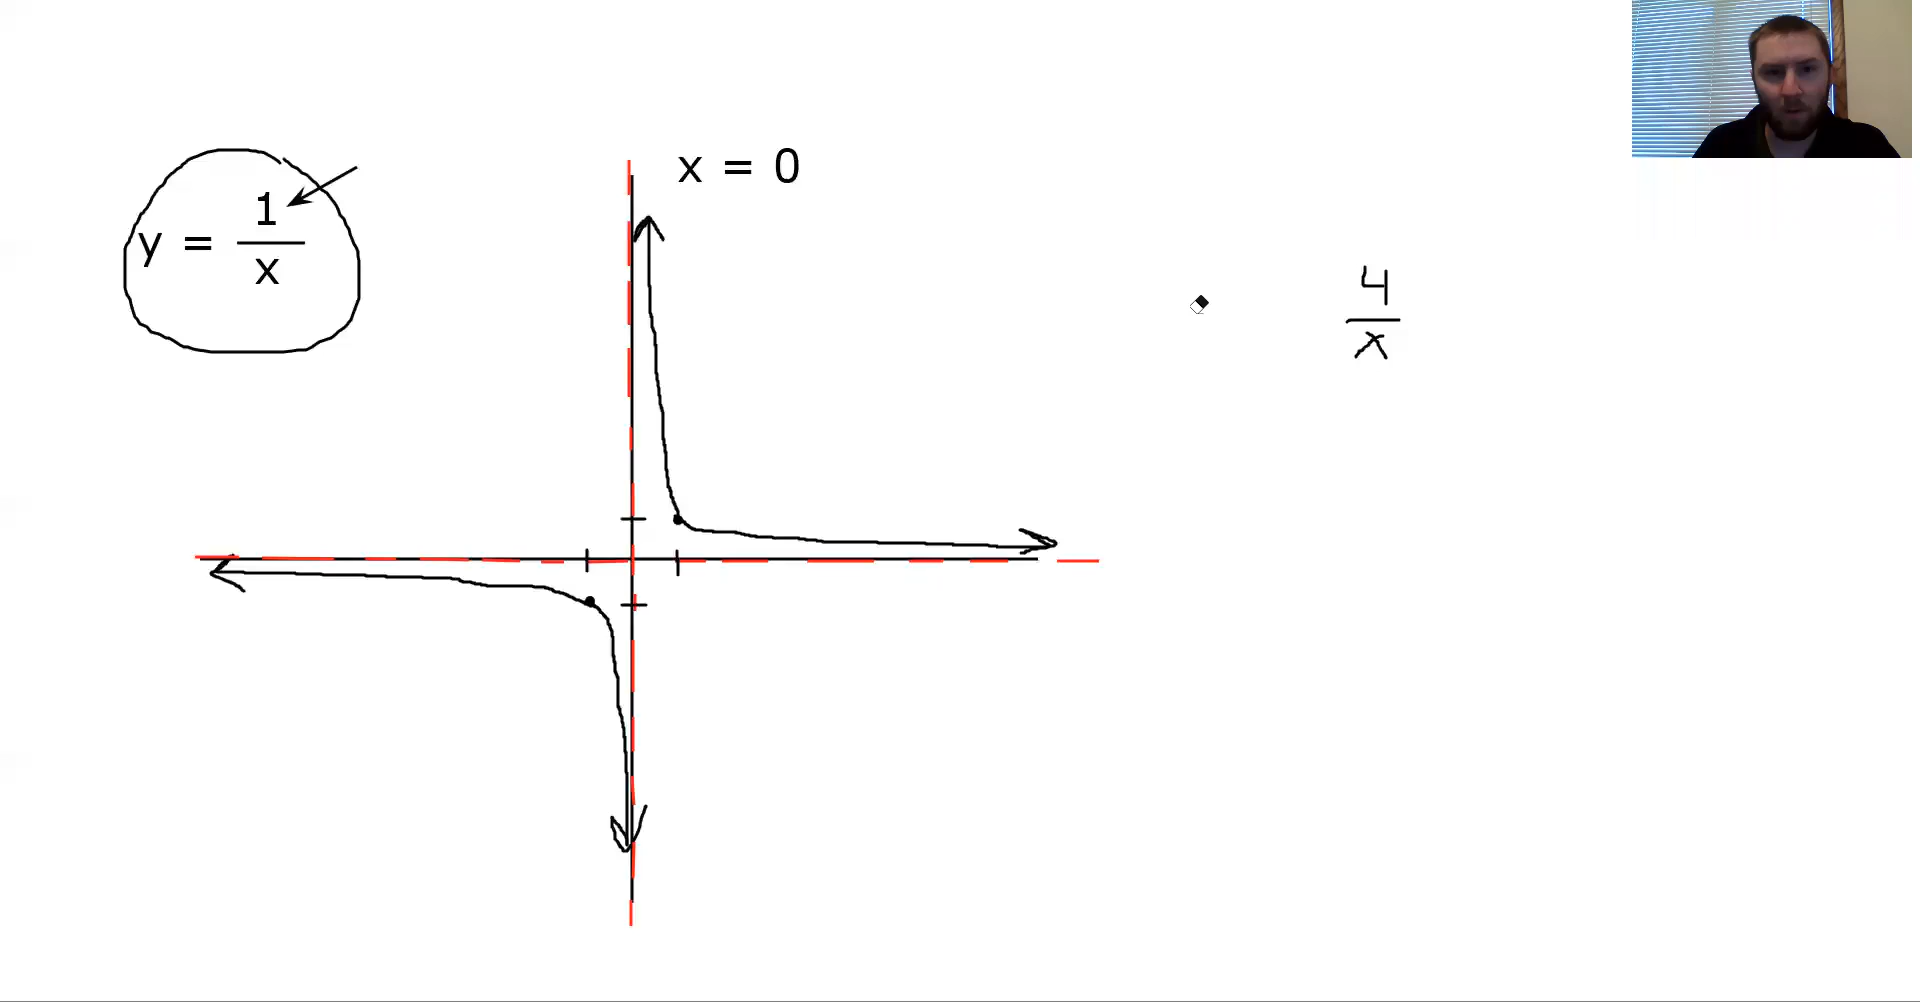 x = 0
y = 1/x
4/x